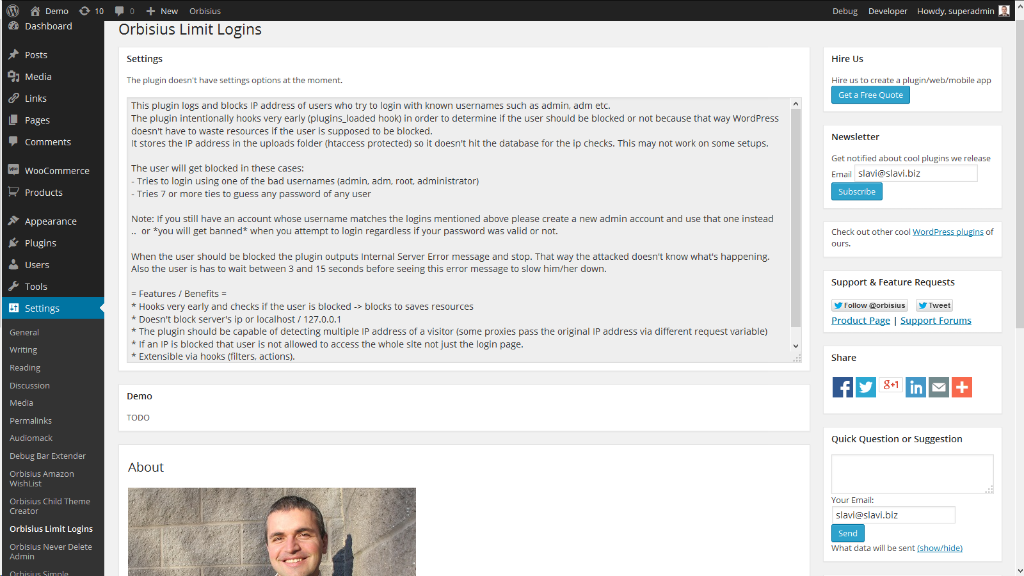 Demo
10
0
New
Orbisius
Debug
Developer
Howdy, superadmin
Dashboard
Posts
Media
Links
Pages
Comments
WooCommerce
Products
Appearance
Plugins
Users
Tools
Settings
General
Writing
Reading
Discussion
Media
Permalinks
Audiomack
Debug Bar Extender
Orbisius Amazon
WishList
Orbisius Child Theme
Creator
Orbisius Limit Logins
Orbisius Never Delete
Admin
Orbisius Simple
Orbisius Limit Logins
Settings
The plugin doesn't have settings options at the moment.
This plugin logs and blocks IP address of users who try to login with known usernames such as admin, adm etc.
The plugin intentionally hooks very early (plugins_loaded hook) in order to determine if the user should be blocked or not because that way WordPress
doesn't have to waste resources if the user is supposed to be blocked.
It stores the IP address in the uploads folder (htaccess protected) so it doesn't hit the database for the ip checks. This may not work on some setups.
The user will get blocked in these cases:
- Tries to login using one of the bad usernames (admin, adm, root, administrator)
- Tries 7 or more ties to guess any password of any user
Note: If you still have an account whose username matches the logins mentioned above please create a new admin account and use that one instead
.. or *you will get banned* when you attempt to login regardless if your password was valid or not.
When the user should be blocked the plugin outputs Internal Server Error message and stop. That way the attacked doesn't know what's happening.
Also the user is has to wait between 3 and 15 seconds before seeing this error message to slow him/her down.
= Features / Benefits =
* Hooks very early and checks if the user is blocked -> blocks to saves resources
* Doesn't block server's ip or localhost / 127.0.0.1
* The plugin should be capable of detecting multiple IP address of a visitor (some proxies pass the original IP address via different request variable)
* If an IP is blocked that user is not allowed to access the whole site not just the login page.
* Extensible via hooks (filters, actions).
Demo
TODO
About
Hire Us
Hire us to create a plugin/web/mobile app
Get a Free Quote
Newsletter
Get notified about cool plugins we release
Email slavi@slavi.biz
Subscribe
Check out other cool WordPress plugins of
ours.
Support & Feature Requests
Follow @orbisius
Tweet
Product Page | Support Forums
Share
g+1
Quick Question or Suggestion
Your Email:
slavi@slavi.biz
Send
What data will be sent (show/hide)